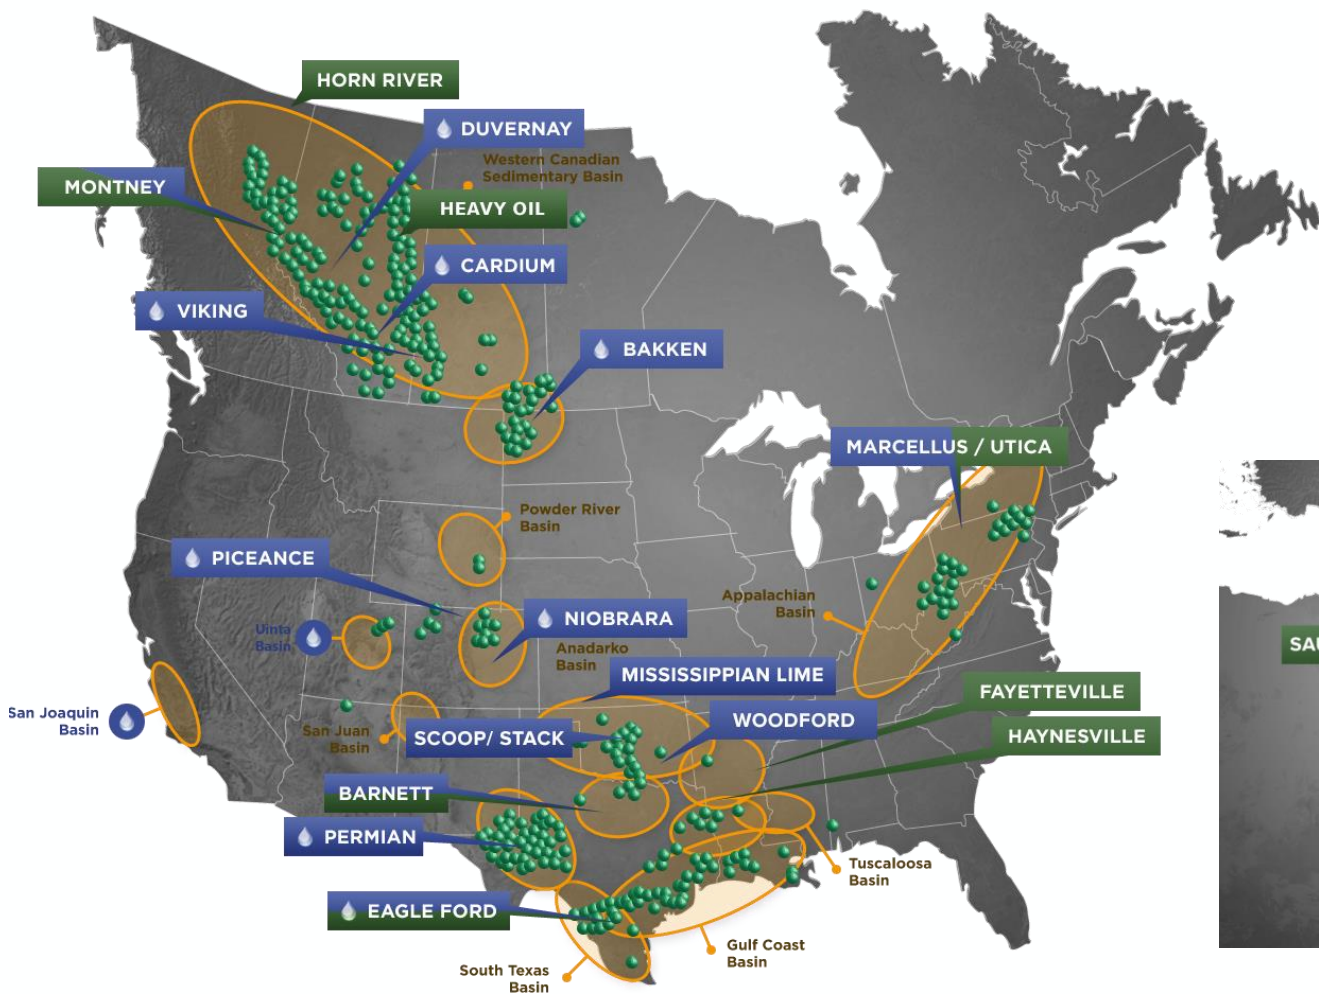 HORN RIVER
DUVERNAY
Western Canadian
Sedimentary Basin
MONTNEY
HEAVY OIL
CARDIUM
VIKING
BAKKEN
MARCELLUS / UTICA
Powder River
Basin
PICEANCE
Appalachian
Basin
NIOBRARA
Uinta
Basin
Anadarko
Basin
MISSISSIPPIAN LIME
FAYETTEVILLE
San Joaquin
Basin
WOODFORD
San Juan
Basin
SCOOP/ STACK
HAYNESVILLE
BARNETT
PERMIAN
Tuscaloosa
Basin
EAGLE FORD
Gulf Coast
Basin
South Texas
Basin